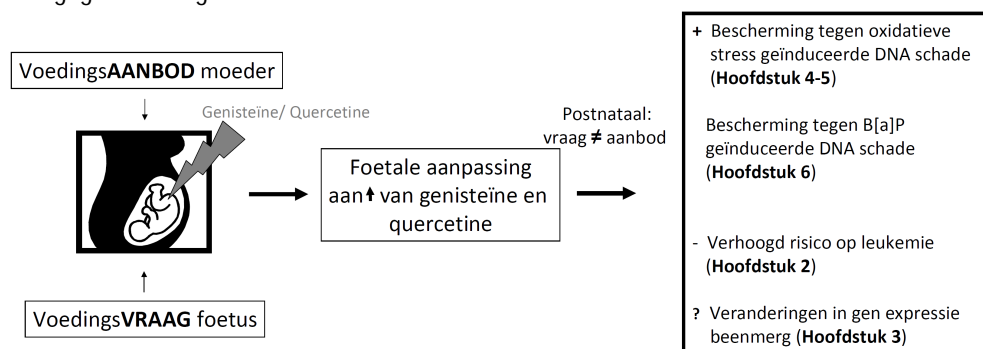 VoedingsAANBOD moeder
Genisteïne/ Quercetine
VoedingsVRAAG foetus
Foetale aanpassing
aan↑ van genisteïne en
quercetine
Postnataal:
vraag ≠ aanbod
+ Bescherming tegen oxidatieve
stress geïnduceerde DNA schade
(Hoofdstuk 4-5)
Bescherming tegen B[a]P
geïnduceerde DNA schade
(Hoofdstuk 6)
- Verhoogd risico op leukemie
(Hoofdstuk 2)
? Veranderingen in gen expressie
beenmerg (Hoofdstuk 3)